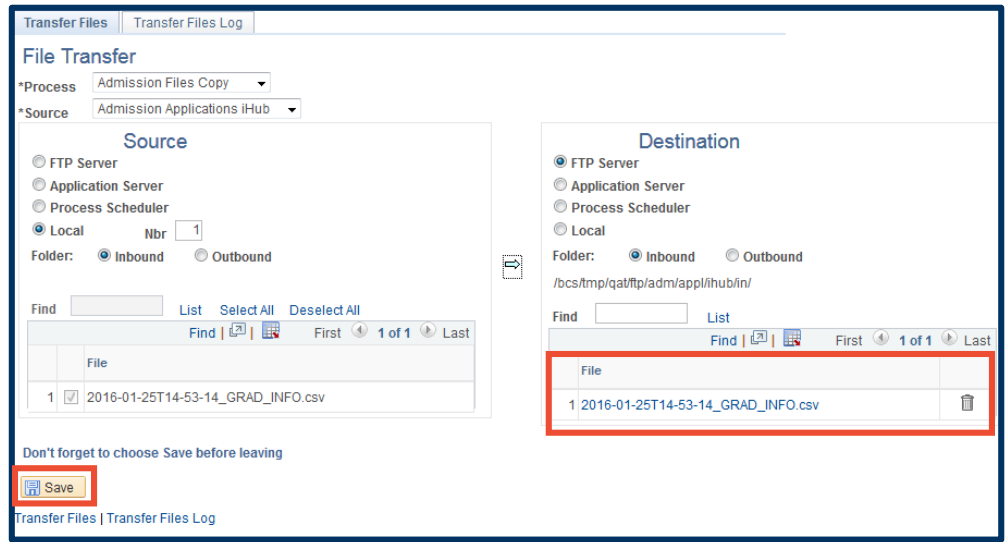 Transfer Files Transfer Files Log
File Transfer
*Process Admission Files Copy
*Source Admission Applications iHub
Source
FTP Server
Application Server
Process Scheduler
Local Nbr 1
Folder: Inbound Outbound
Find List Select All Deselect All
Find | | First 1 of 1 Last
File
1 2016-01-25T14-53-14_GRAD_INFO.csv
Destination
FTP Server
Application Server
Process Scheduler
Local
Folder: Inbound Outbound
/bcs/tmp/qat/ftp/adm/appl/ihub/in/
Find List
Find | | First 1 of 1 Last
File
1 2016-01-25T14-53-14_GRAD_INFO.csv
Don't forget to choose Save before leaving
Save
Transfer Files | Transfer Files Log